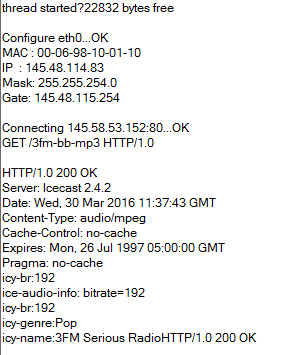 thread started?22832 bytes free
Configure eth0...OK
MAC : 00-06-98-10-01-10
IP  : 145.48.114.83
Mask: 255.255.254.0
Gate: 145.48.115.254
Connecting 145.58.53.152:80...OK
GET /3fm-bb-mp3 HTTP/1.0
HTTP/1.0 200 OK
Server: Icecast 2.4.2
Date: Wed, 30 Mar 2016 11:37:43 GMT
Content-Type: audio/mpeg
Cache-Control: no-cache
Expires: Mon, 26 Jul 1997 05:00:00 GMT
Pragma: no-cache
icy-br:192
ice-audio-info: bitrate=192
icy-br:192
icy-genre:Pop
icy-name:3FM Serious RadioHTTP/1.0 200 OK